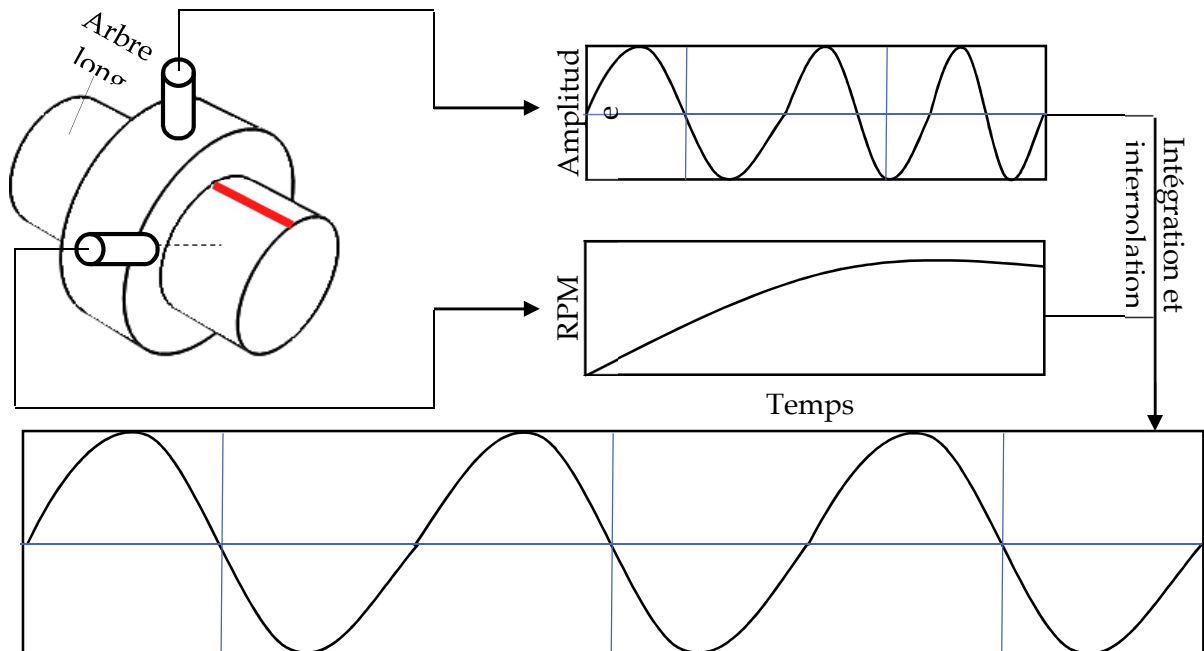 Arbre
long
Amplitud
e
RPM
Temps
Intégration et
interpolation